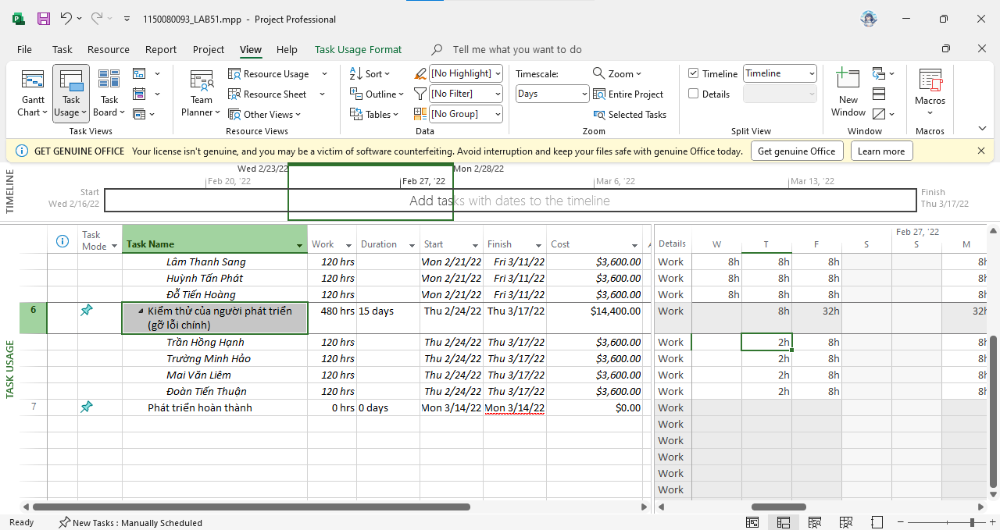 1150080093_LAB51.mpp - Project Professional
File Task Resource Report Project View Help Task Usage Format Tell me what you want to do
Gantt Chart
Task Usage
Task Board
Task Views
Team Planner
Resource Usage
Resource Sheet
Other Views
Resource Views
Sort
Outline
Tables
[No Highlight]
[No Filter]
[No Group]
Data
Timescale:
Days
Zoom
Entire Project
Selected Tasks
Zoom
Timeline Timeline
Details
Split View
New Window
Window
Macros
Macros
GET GENUINE OFFICE Your license isn't genuine, and you may be a victim of software counterfeiting. Avoid interruption and keep your files safe with genuine Office today. Get genuine Office Learn more
TIMELINE
Wed 2/23/22 Mon 2/28/22
Feb 20, '22 Feb 27, '22 Mar 6, '22 Mar 13, '22
Start
Wed 2/16/22
Add tasks with dates to the timeline
Finish
Thu 3/17/22
TASK USAGE
Task Mode Task Name Work Duration Start Finish Cost Details
Feb 27, '22
W T F S S M
Lâm Thanh Sang 120 hrs Mon 2/21/22 Fri 3/11/22 $3,600.00 Work 8h 8h 8h 8h
Huỳnh Tấn Phát 120 hrs Mon 2/21/22 Fri 3/11/22 $3,600.00 Work 8h 8h 8h 8h
Đỗ Tiến Hoàng 120 hrs Mon 2/21/22 Fri 3/11/22 $3,600.00 Work 8h 8h 8h 8h
6 Kiểm thử của người phát triển 480 hrs 15 days Thu 2/24/22 Thu 3/17/22 $14,400.00 Work 8h 32h 32h
(gỡ lỗi chính)
Trần Hồng Hạnh 120 hrs Thu 2/24/22 Thu 3/17/22 $3,600.00 Work 2h 8h 8h
Trường Minh Hảo 120 hrs Thu 2/24/22 Thu 3/17/22 $3,600.00 Work 2h 8h 8h
Mai Văn Liêm 120 hrs Thu 2/24/22 Thu 3/17/22 $3,600.00 Work 2h 8h 8h
Đoàn Tiến Thuận 120 hrs Thu 2/24/22 Thu 3/17/22 $3,600.00 Work 2h 8h 8h
7 Phát triển hoàn thành 0 hrs 0 days Mon 3/14/22 Mon 3/14/22 $0.00 Work
Work
Work
Work
Work
Work
Ready New Tasks : Manually Scheduled